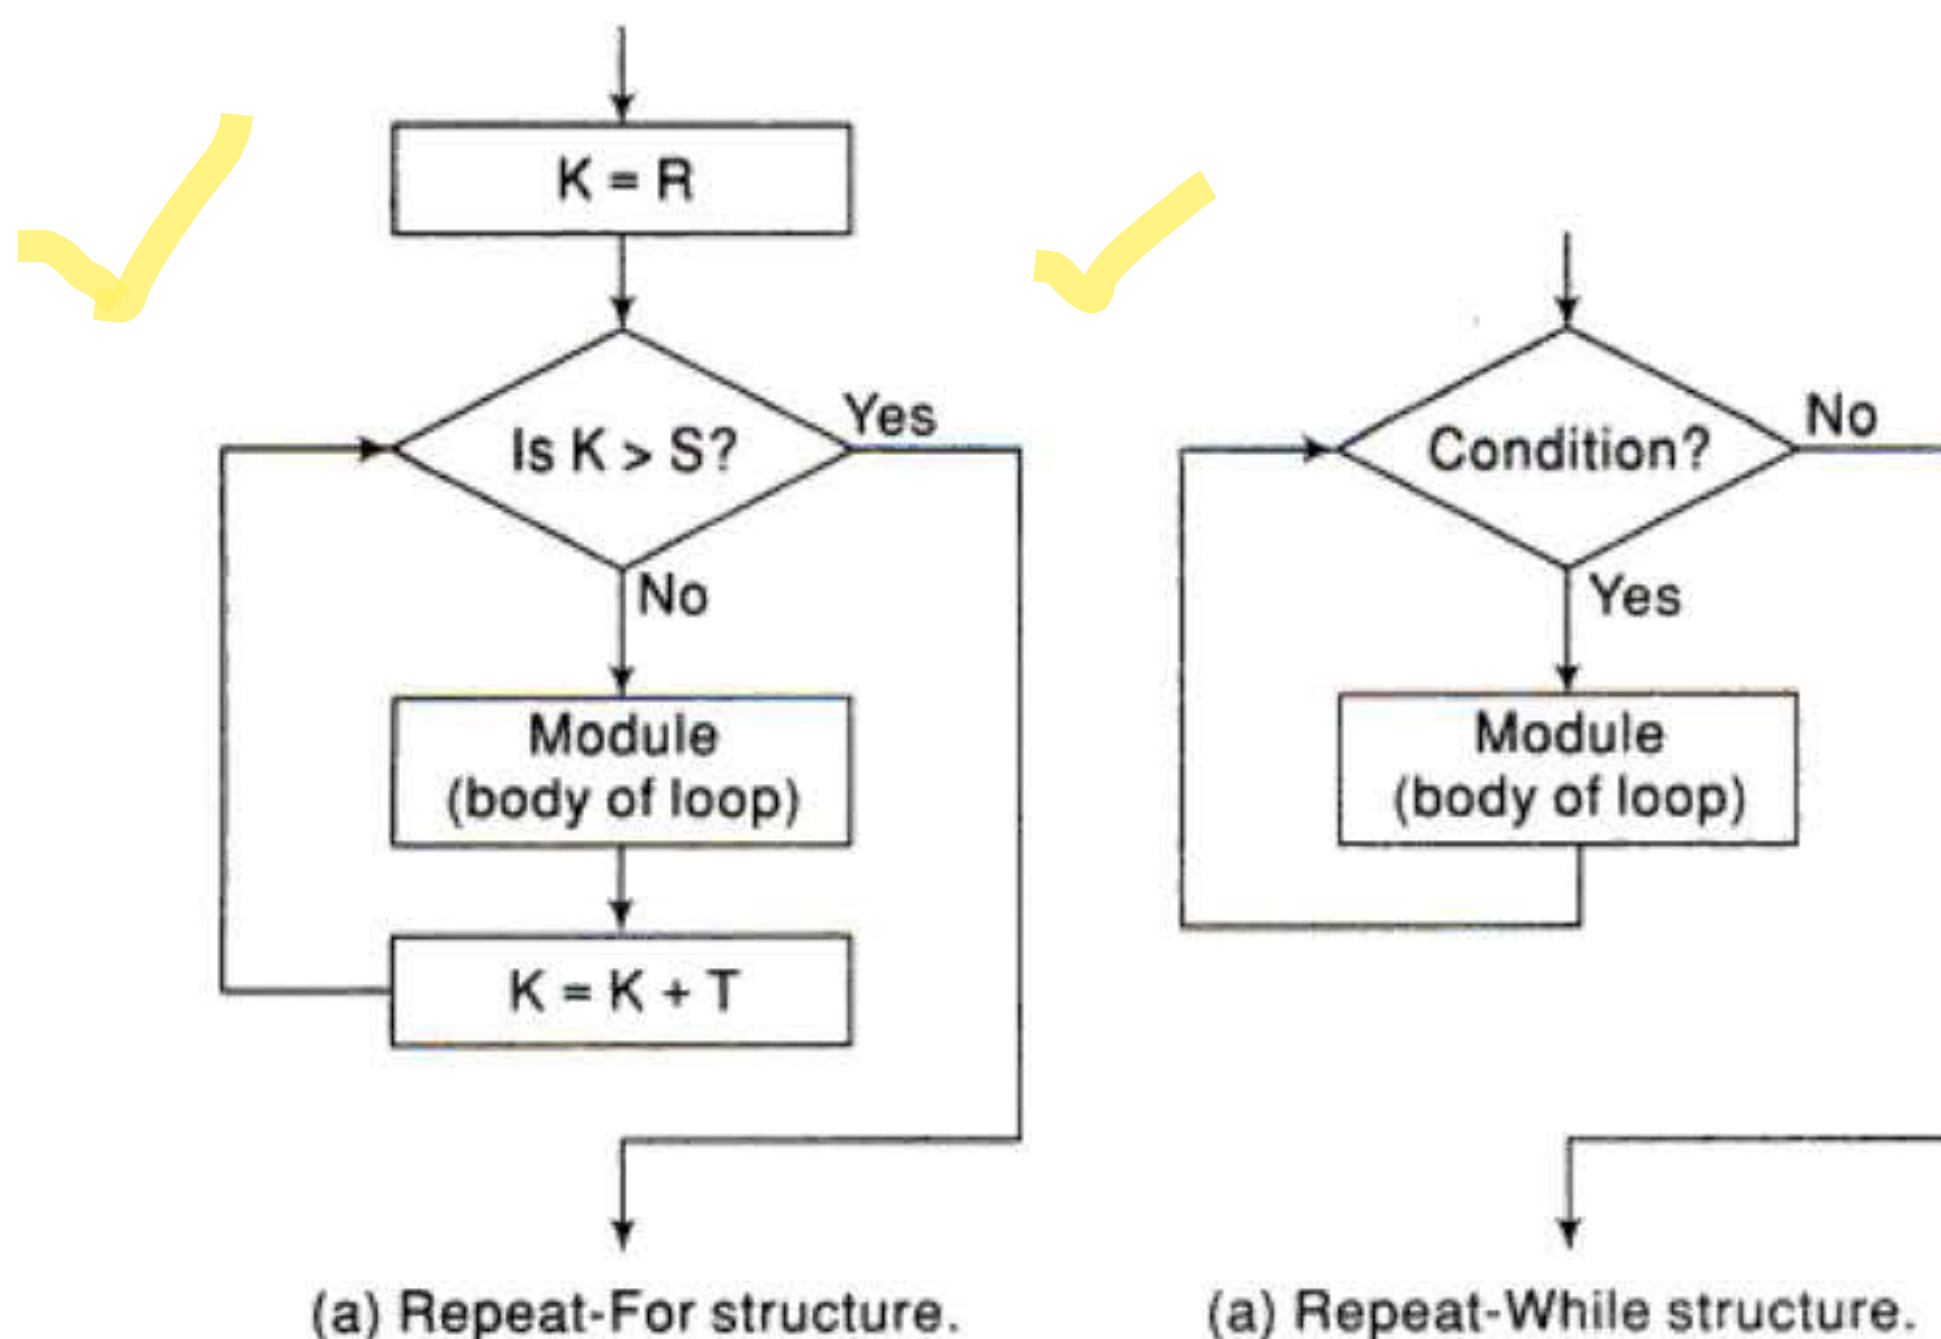 K = R
Is K > S?
Yes
No
Module
(body of loop)
K = K + T
(a) Repeat-For structure.
Condition?
No
Yes
Module
(body of loop)
(a) Repeat-While structure.